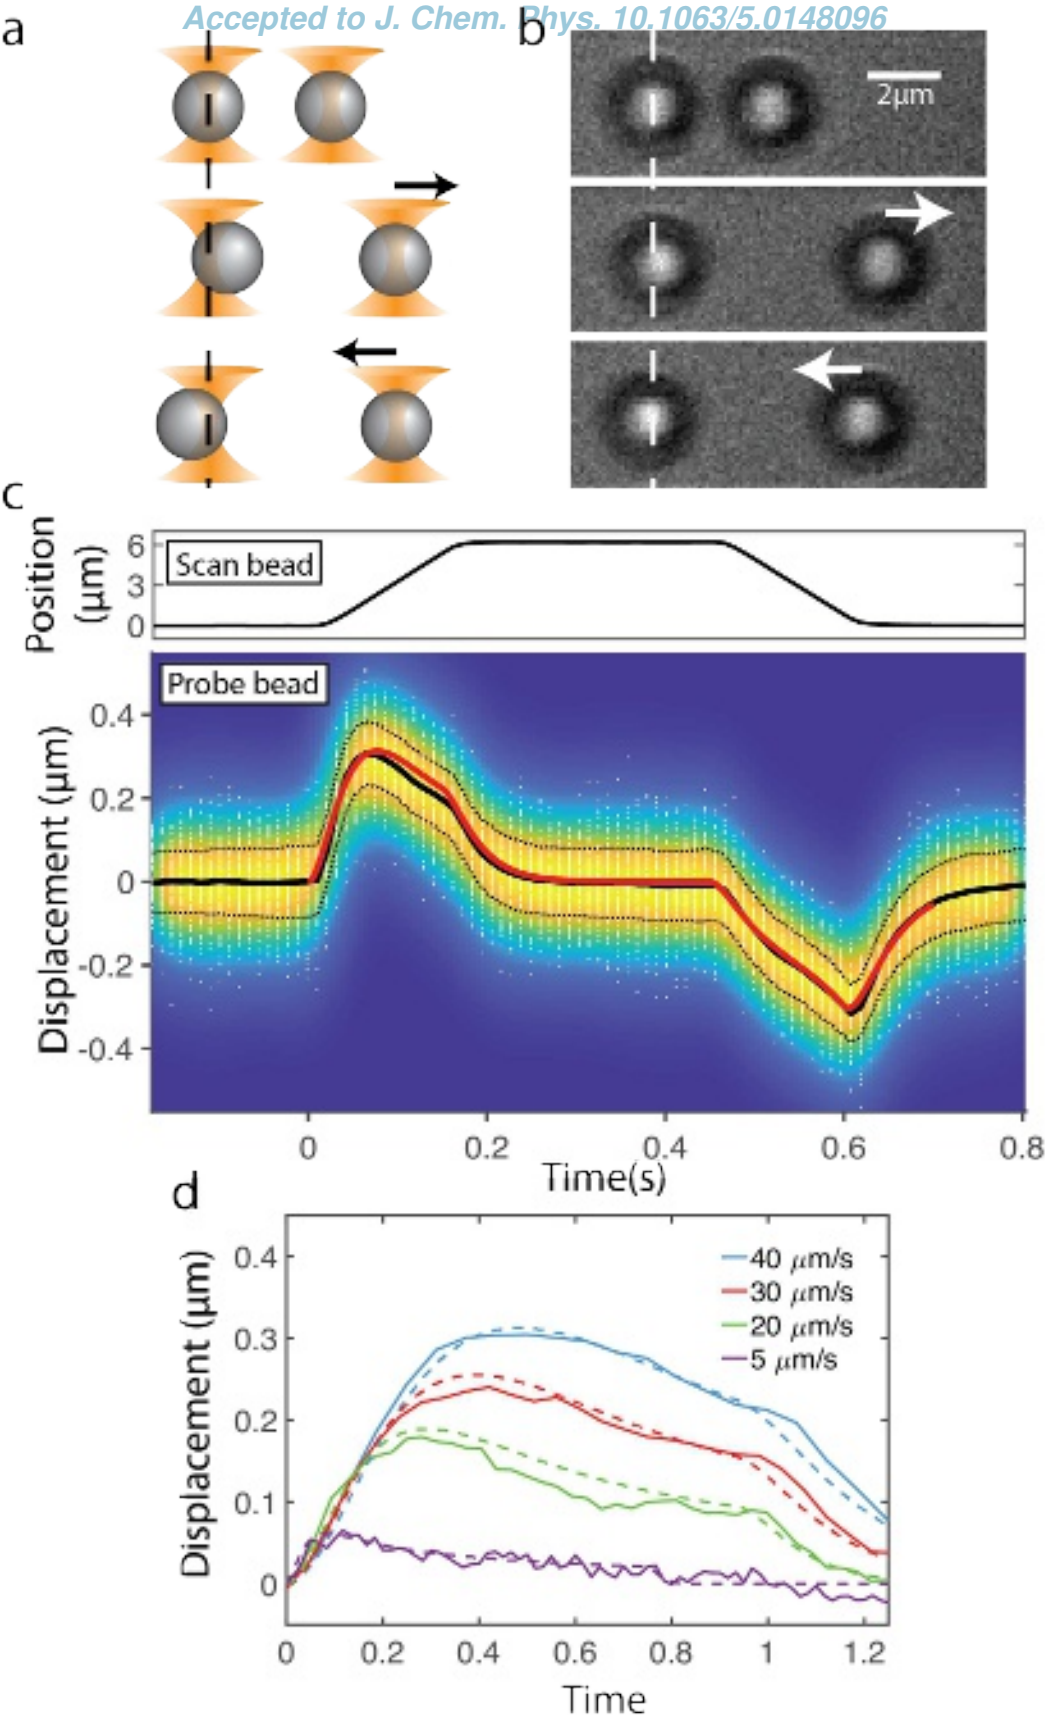 Accepted to J. Chem. Phys. 10.1063/5.0148096
a
b
2μm
c
Position
(μm)
6
3
0
Scan bead
Probe bead
Displacement (μm)
0.4
0.2
0
-0.2
-0.4
0 0.2 0.4 0.6 0.8
Time(s)
d
Displacement (μm)
0.4
0.3
0.2
0.1
0
40 μm/s
30 μm/s
20 μm/s
5 μm/s
0 0.2 0.4 0.6 0.8 1 1.2
Time